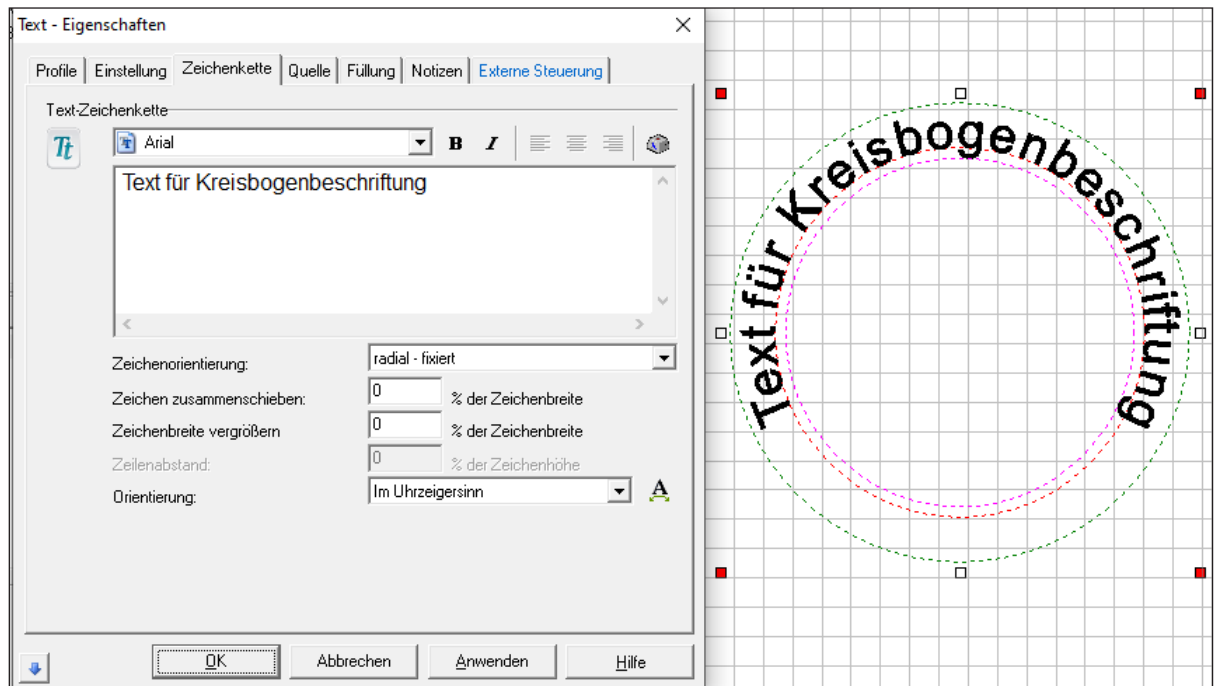 Text - Eigenschaften
Profile Einstellung Zeichenkette Quelle Füllung Notizen Externe Steuerung
Text-Zeichenkette
Tt Arial B I
Text für Kreisbogenbeschriftung
Zeichenorientierung: radial - fixiert
Zeichen zusammenschieben: 0 % der Zeichenbreite
Zeichenbreite vergrößern 0 % der Zeichenbreite
Zeilenabstand: 0 % der Zeichenhöhe
Orientierung: Im Uhrzeigersinn A
OK Abbrechen Anwenden Hilfe
Text für Kreisbogenbeschriftung